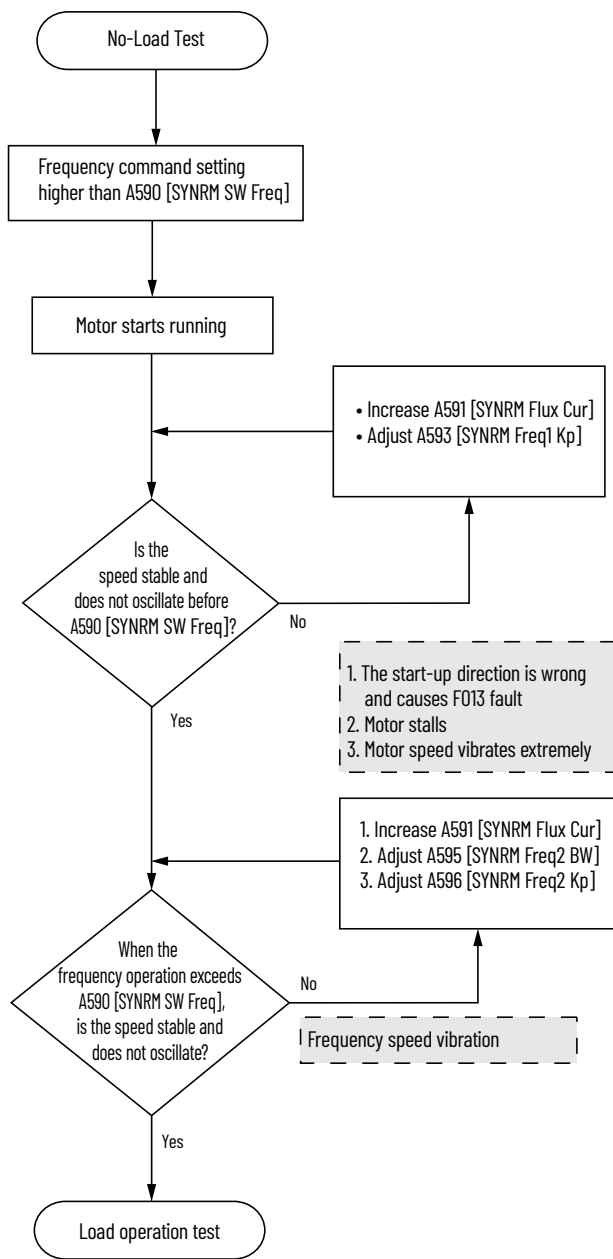 No-Load Test
Frequency command setting
higher than A590 [SYNRM SW Freq]
Motor starts running
• Increase A591 [SYNRM Flux Cur]
• Adjust A593 [SYNRM Freq1 Kp]
Is the
speed stable and
does not oscillate before
A590 [SYNRM SW Freq]?
No
1. The start-up direction is wrong
and causes F013 fault
2. Motor stalls
3. Motor speed vibrates extremely
Yes
1. Increase A591 [SYNRM Flux Cur]
2. Adjust A595 [SYNRM Freq2 BW]
3. Adjust A596 [SYNRM Freq2 Kp]
When the
frequency operation exceeds
A590 [SYNRM SW Freq],
is the speed stable and
does not oscillate?
No
Frequency speed vibration
Yes
Load operation test